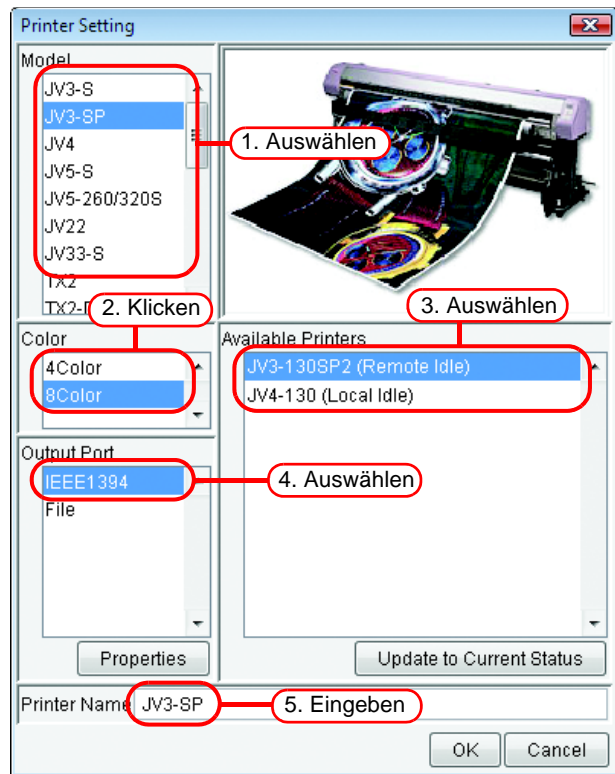 Printer Setting
Model
JV3-S
JV3-SP
JV4
JV5-S
JV5-260/320S
JV22
JV33-S
TX2
1. Auswählen
2. Klicken
3. Auswählen
Color
4Color
8Color
Available Printers
JV3-130SP2 (Remote Idle)
JV4-130 (Local Idle)
Output Port
IEEE1394
File
4. Auswählen
Properties
Update to Current Status
Printer Name JV3-SP
5. Eingeben
OK
Cancel